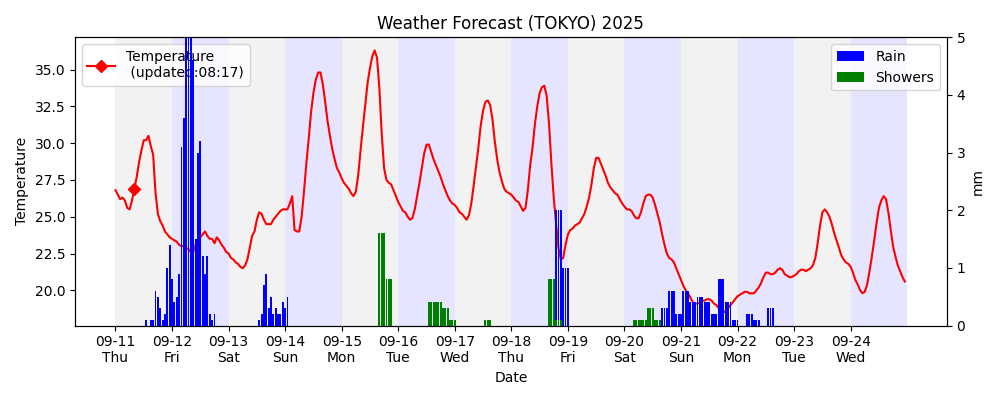 Weather Forecast (TOKYO) 2025
Temperature
(updated:08:17)
Rain
Showers
35.0
32.5
30.0
27.5
25.0
22.5
20.0
Temperature
5
4
3
2
1
0
mm
09-11 09-12 09-13 09-14 09-15 09-16 09-17 09-18 09-19 09-20 09-21 09-22 09-23 09-24
Thu Fri Sat Sun Mon Tue Wed Thu Fri Sat Sun Mon Tue Wed
Date